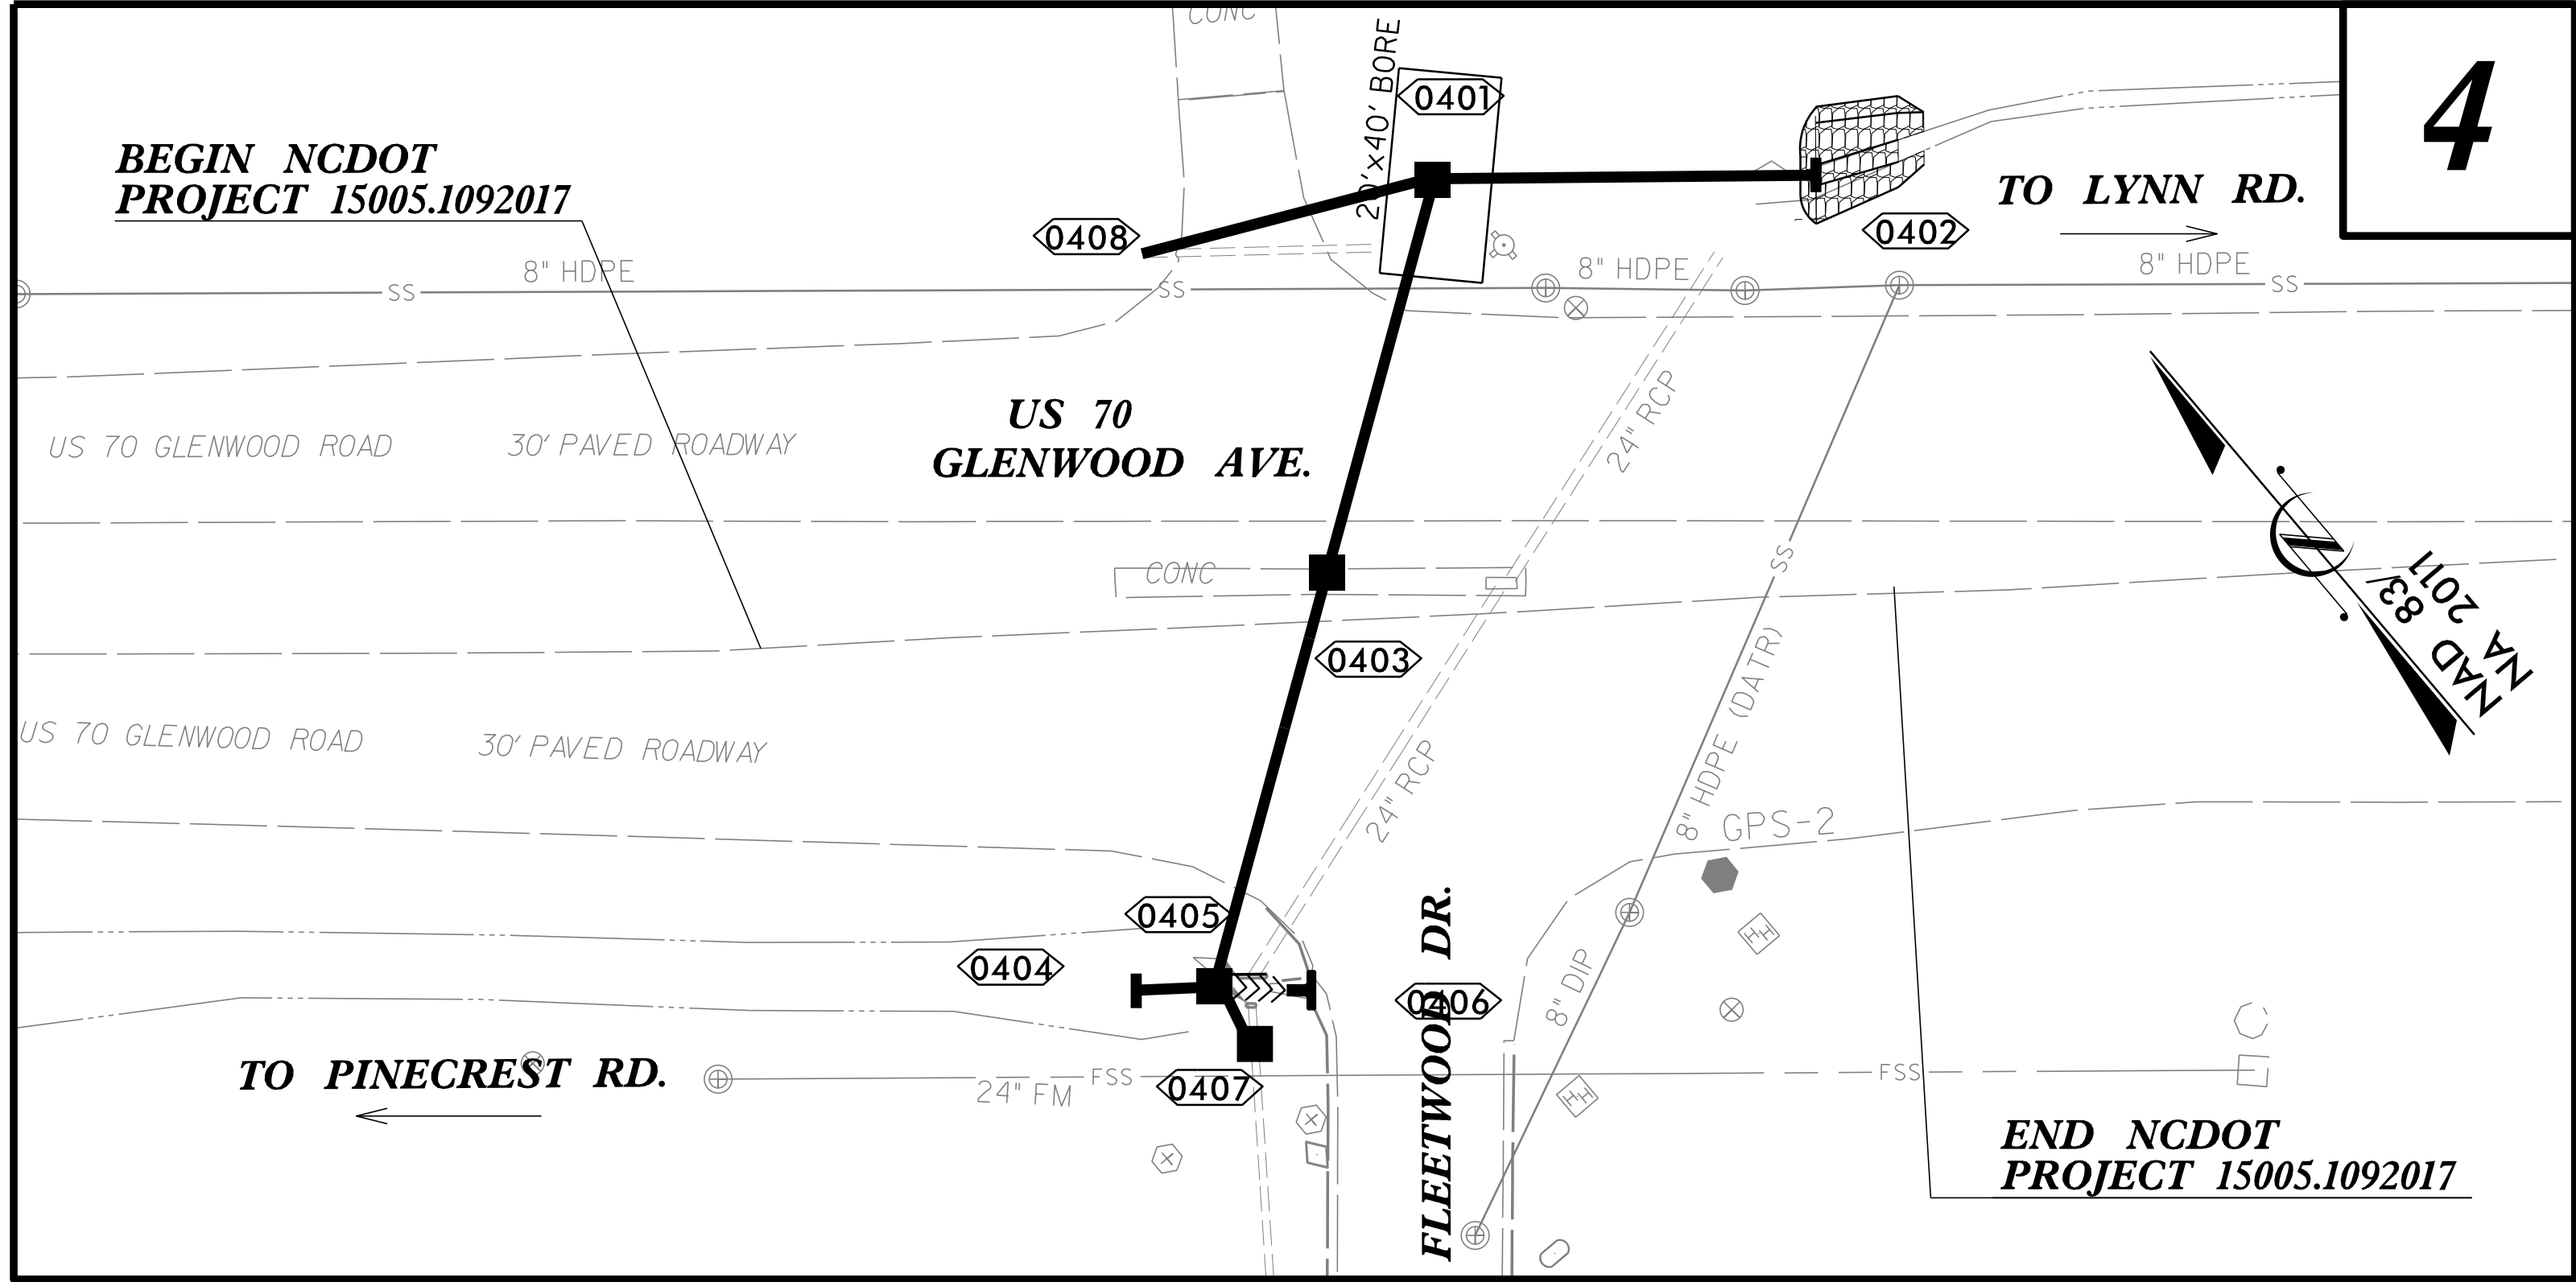 CONC
20'×40' BORE
0401
4
BEGIN NCDOT
PROJECT 15005.1092017
TO LYNN RD.
0408
0402
8" HDPE
8" HDPE
8" HDPE
SS
SS
SS
24" RCP
US 70
GLENWOOD AVE.
US 70 GLENWOOD ROAD
30' PAVED ROADWAY
SS
CONC
N
NAD 83/
NA 2011
0403
8" HDPE (DATR)
US 70 GLENWOOD ROAD
30' PAVED ROADWAY
24" RCP
GPS-2
0405
HH
0404
8" DIP
0406
FLEETWOOD DR.
TO PINECREST RD.
FSS
FSS
24" FM
0407
HH
END NCDOT
PROJECT 15005.1092017